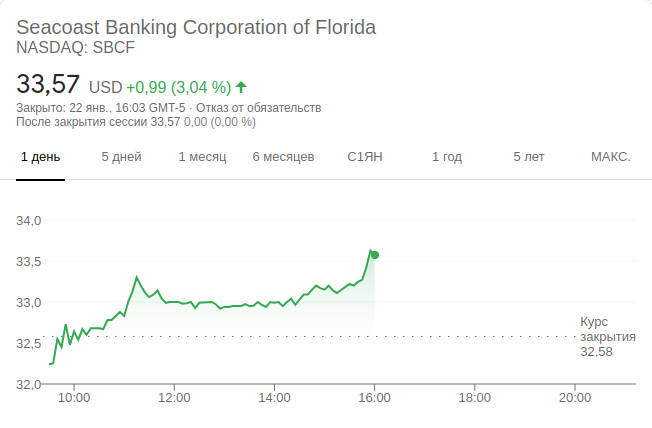 Seacoast Banking Corporation of Florida
NASDAQ: SBCF
33,57 USD +0,99 (3,04 %)
Закрыто: 22 янв., 16:03 GMT-5 · Отказ от обязательств
После закрытия сессии 33,57 0,00 (0,00 %)
1 день 5 дней 1 месяц 6 месяцев С1ЯН 1 год 5 лет МАКС.
34,0
33,5
33,0
32,5
32,0
Курс
закрытия
32,58
10:00 12:00 14:00 16:00 18:00 20:00